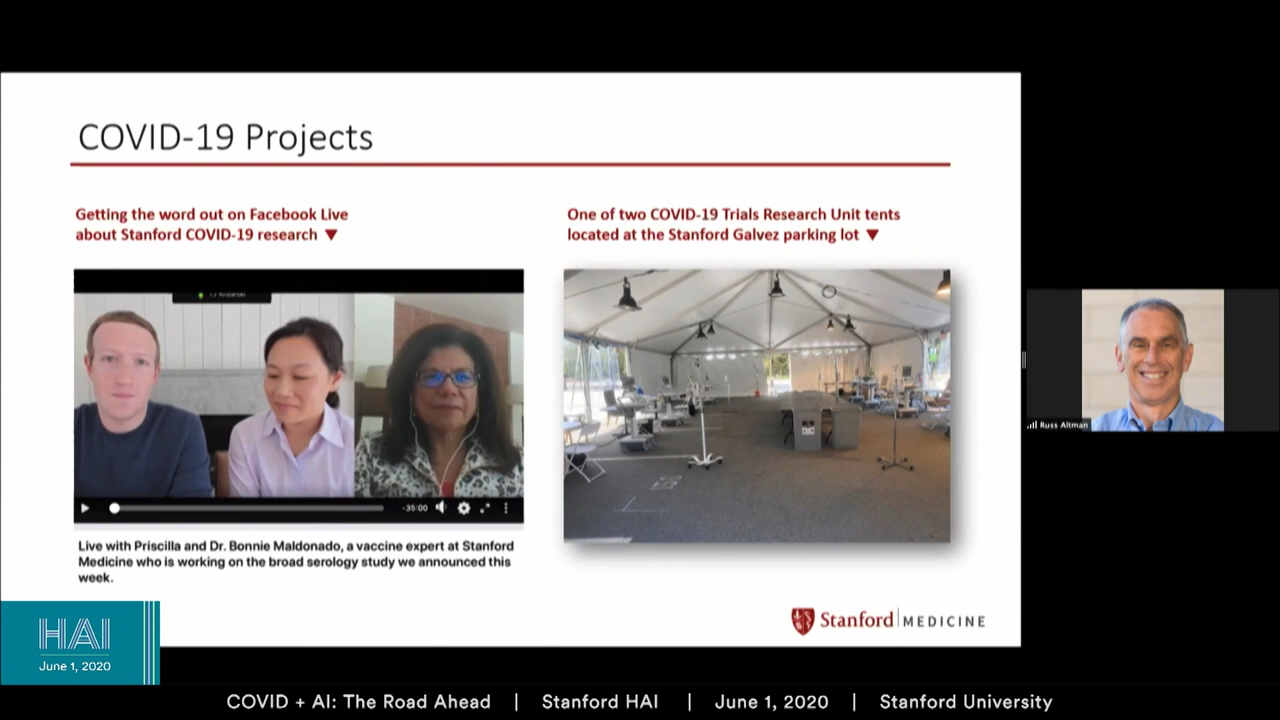 COVID-19 Projects
Getting the word out on Facebook Live
about Stanford COVID-19 research ▼
One of two COVID-19 Trials Research Unit tents
located at the Stanford Galvez parking lot ▼
-35:00
Live with Priscilla and Dr. Bonnie Maldonado, a vaccine expert at Stanford
Medicine who is working on the broad serology study we announced this
week.
Stanford | MEDICINE
Russ Altman
HAI
June 1, 2020
COVID + AI: The Road Ahead | Stanford HAI | June 1, 2020 | Stanford University